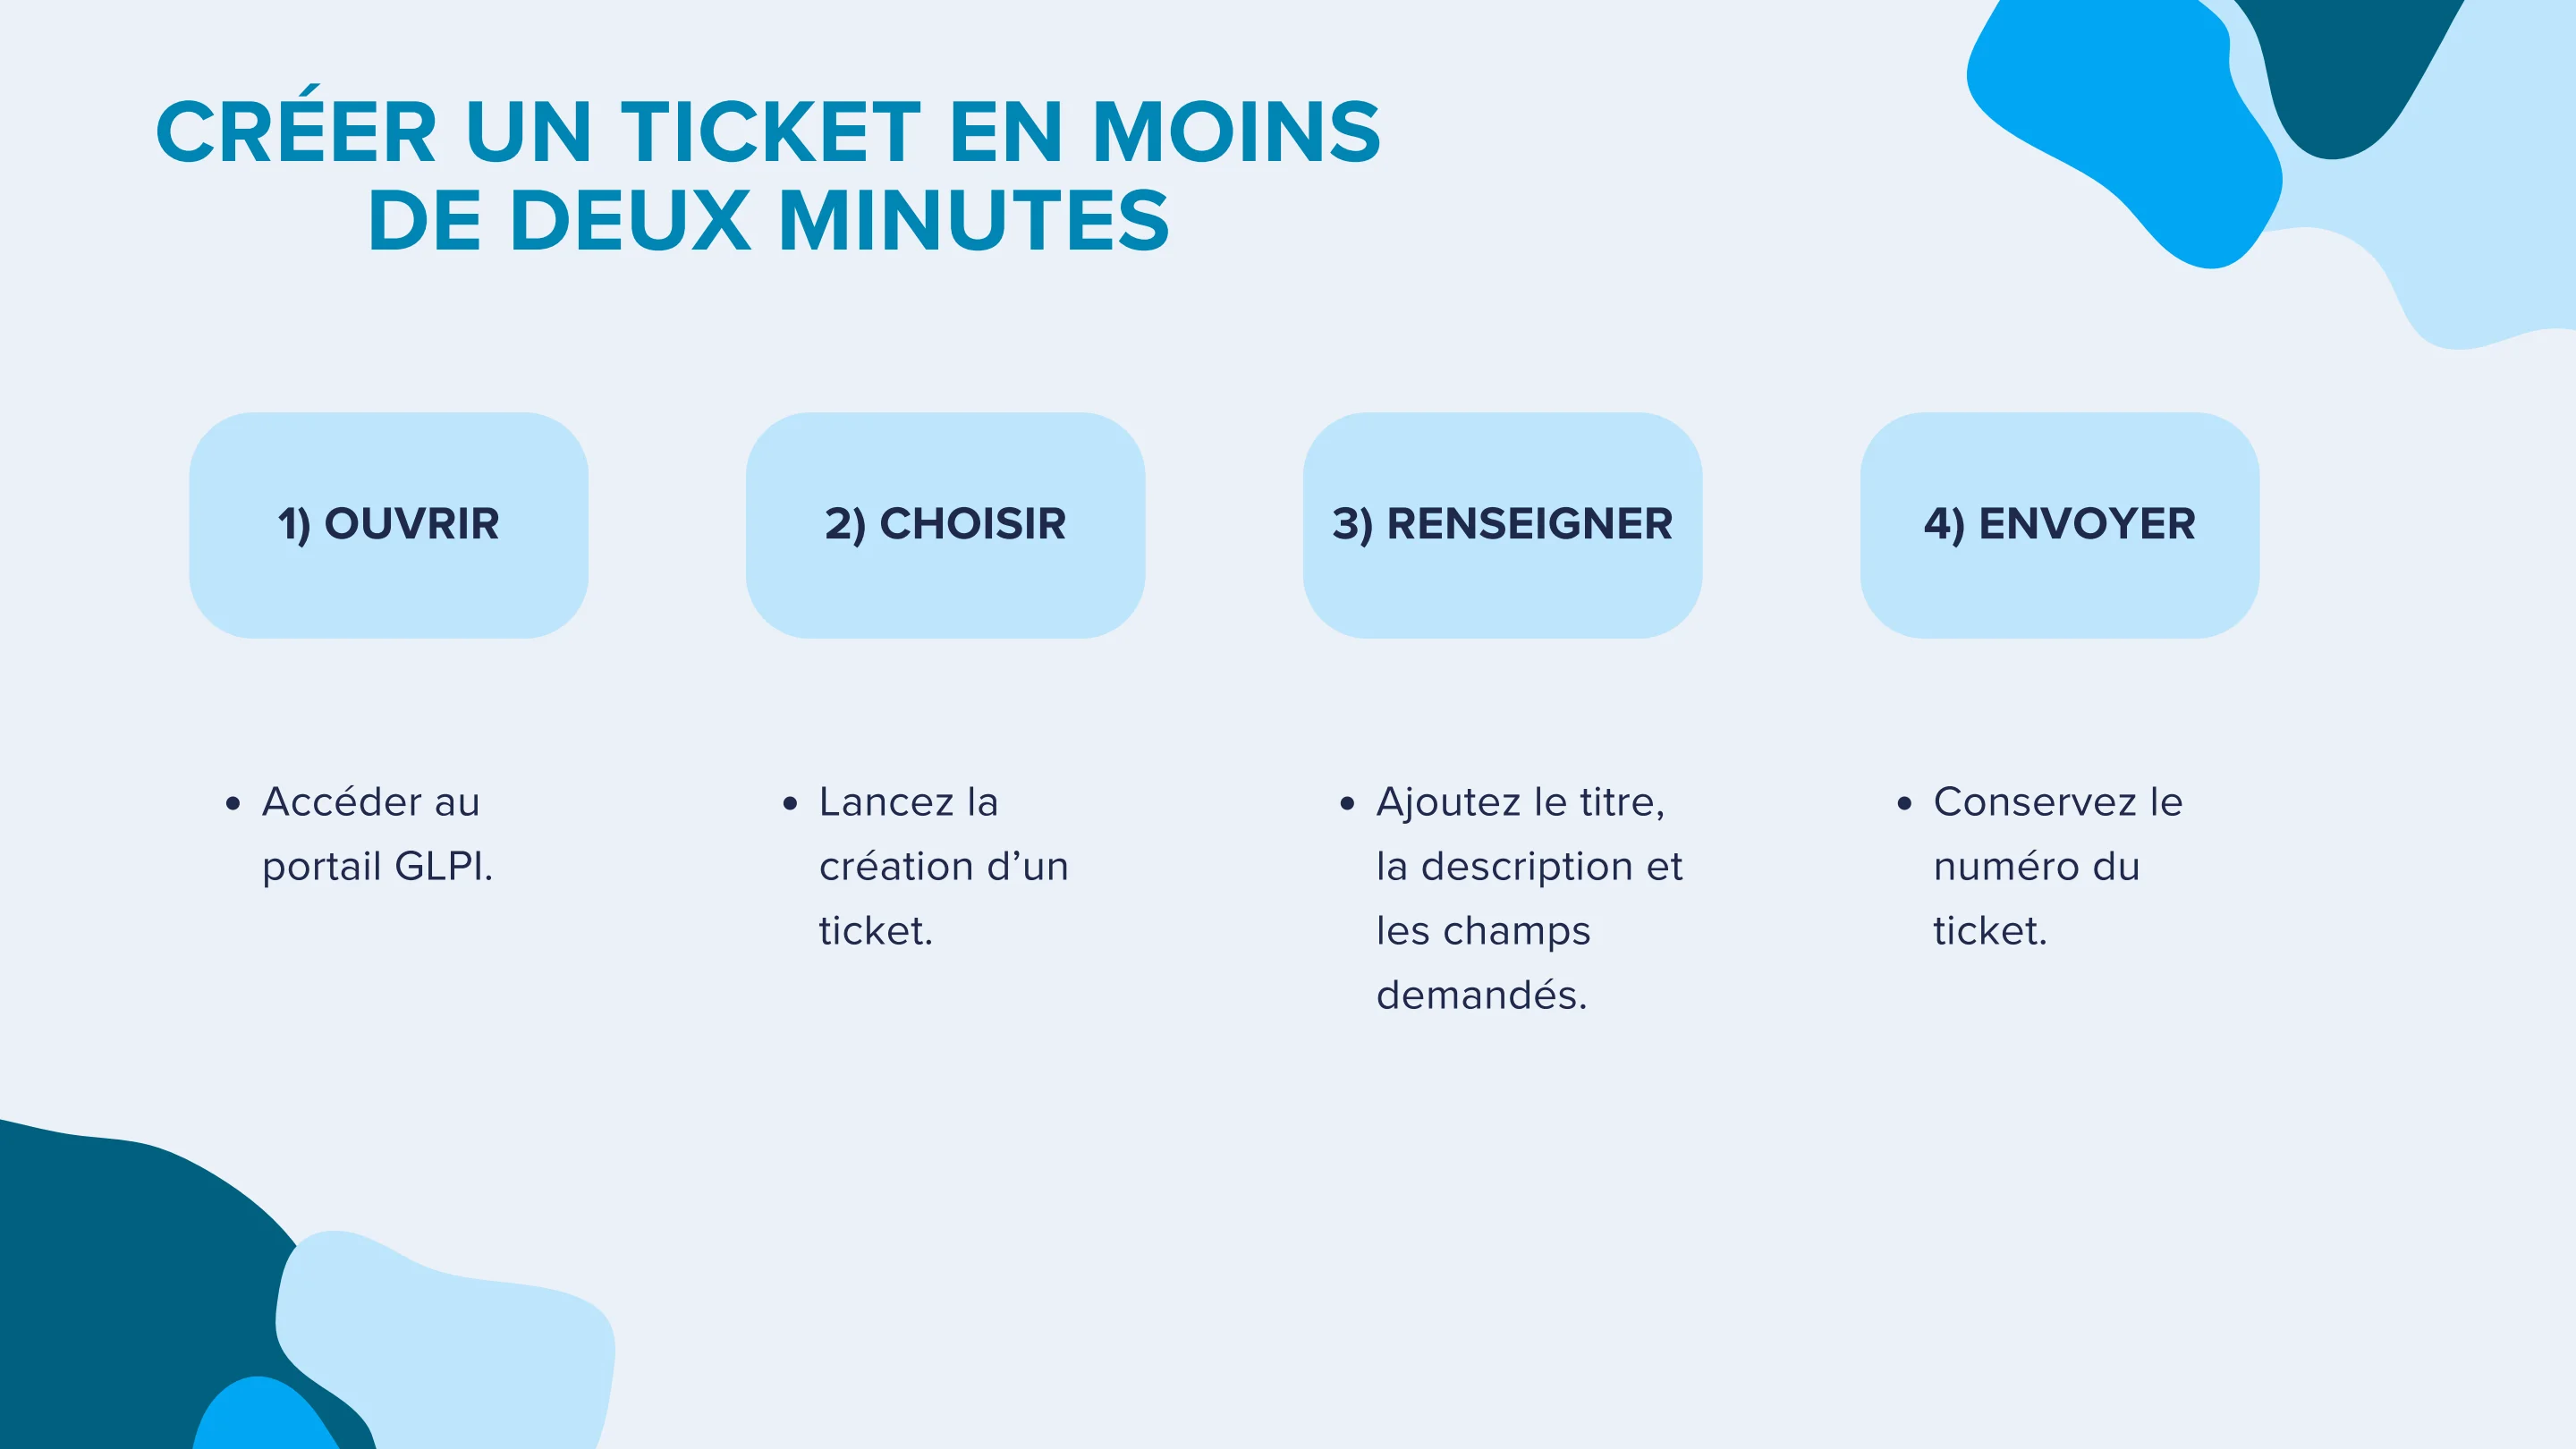 CRÉER UN TICKET EN MOINS
DE DEUX MINUTES
1) OUVRIR
2) CHOISIR
3) RENSEIGNER
4) ENVOYER
• Accéder au
portail GLPI.
• Lancez la
création d’un
ticket.
• Ajoutez le titre,
la description et
les champs
demandés.
• Conservez le
numéro du
ticket.